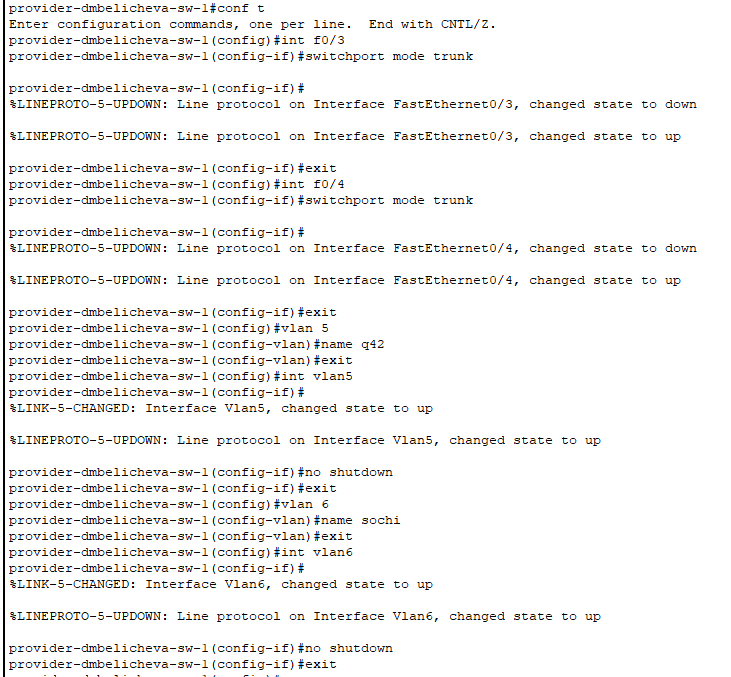 provider-dmbelicheva-sw-1#conf t
Enter configuration commands, one per line.  End with CNTL/Z.
provider-dmbelicheva-sw-1(config)#int f0/3
provider-dmbelicheva-sw-1(config-if)#switchport mode trunk
provider-dmbelicheva-sw-1(config-if)#
%LINEPROTO-5-UPDOWN: Line protocol on Interface FastEthernet0/3, changed state to down
%LINEPROTO-5-UPDOWN: Line protocol on Interface FastEthernet0/3, changed state to up
provider-dmbelicheva-sw-1(config-if)#exit
provider-dmbelicheva-sw-1(config)#int f0/4
provider-dmbelicheva-sw-1(config-if)#switchport mode trunk
provider-dmbelicheva-sw-1(config-if)#
%LINEPROTO-5-UPDOWN: Line protocol on Interface FastEthernet0/4, changed state to down
%LINEPROTO-5-UPDOWN: Line protocol on Interface FastEthernet0/4, changed state to up
provider-dmbelicheva-sw-1(config-if)#exit
provider-dmbelicheva-sw-1(config)#vlan 5
provider-dmbelicheva-sw-1(config-vlan)#name q42
provider-dmbelicheva-sw-1(config-vlan)#exit
provider-dmbelicheva-sw-1(config)#int vlan5
provider-dmbelicheva-sw-1(config-if)#
%LINK-5-CHANGED: Interface Vlan5, changed state to up
%LINEPROTO-5-UPDOWN: Line protocol on Interface Vlan5, changed state to up
provider-dmbelicheva-sw-1(config-if)#no shutdown
provider-dmbelicheva-sw-1(config-if)#exit
provider-dmbelicheva-sw-1(config)#vlan 6
provider-dmbelicheva-sw-1(config-vlan)#name sochi
provider-dmbelicheva-sw-1(config-vlan)#exit
provider-dmbelicheva-sw-1(config)#int vlan6
provider-dmbelicheva-sw-1(config-if)#
%LINK-5-CHANGED: Interface Vlan6, changed state to up
%LINEPROTO-5-UPDOWN: Line protocol on Interface Vlan6, changed state to up
provider-dmbelicheva-sw-1(config-if)#no shutdown
provider-dmbelicheva-sw-1(config-if)#exit